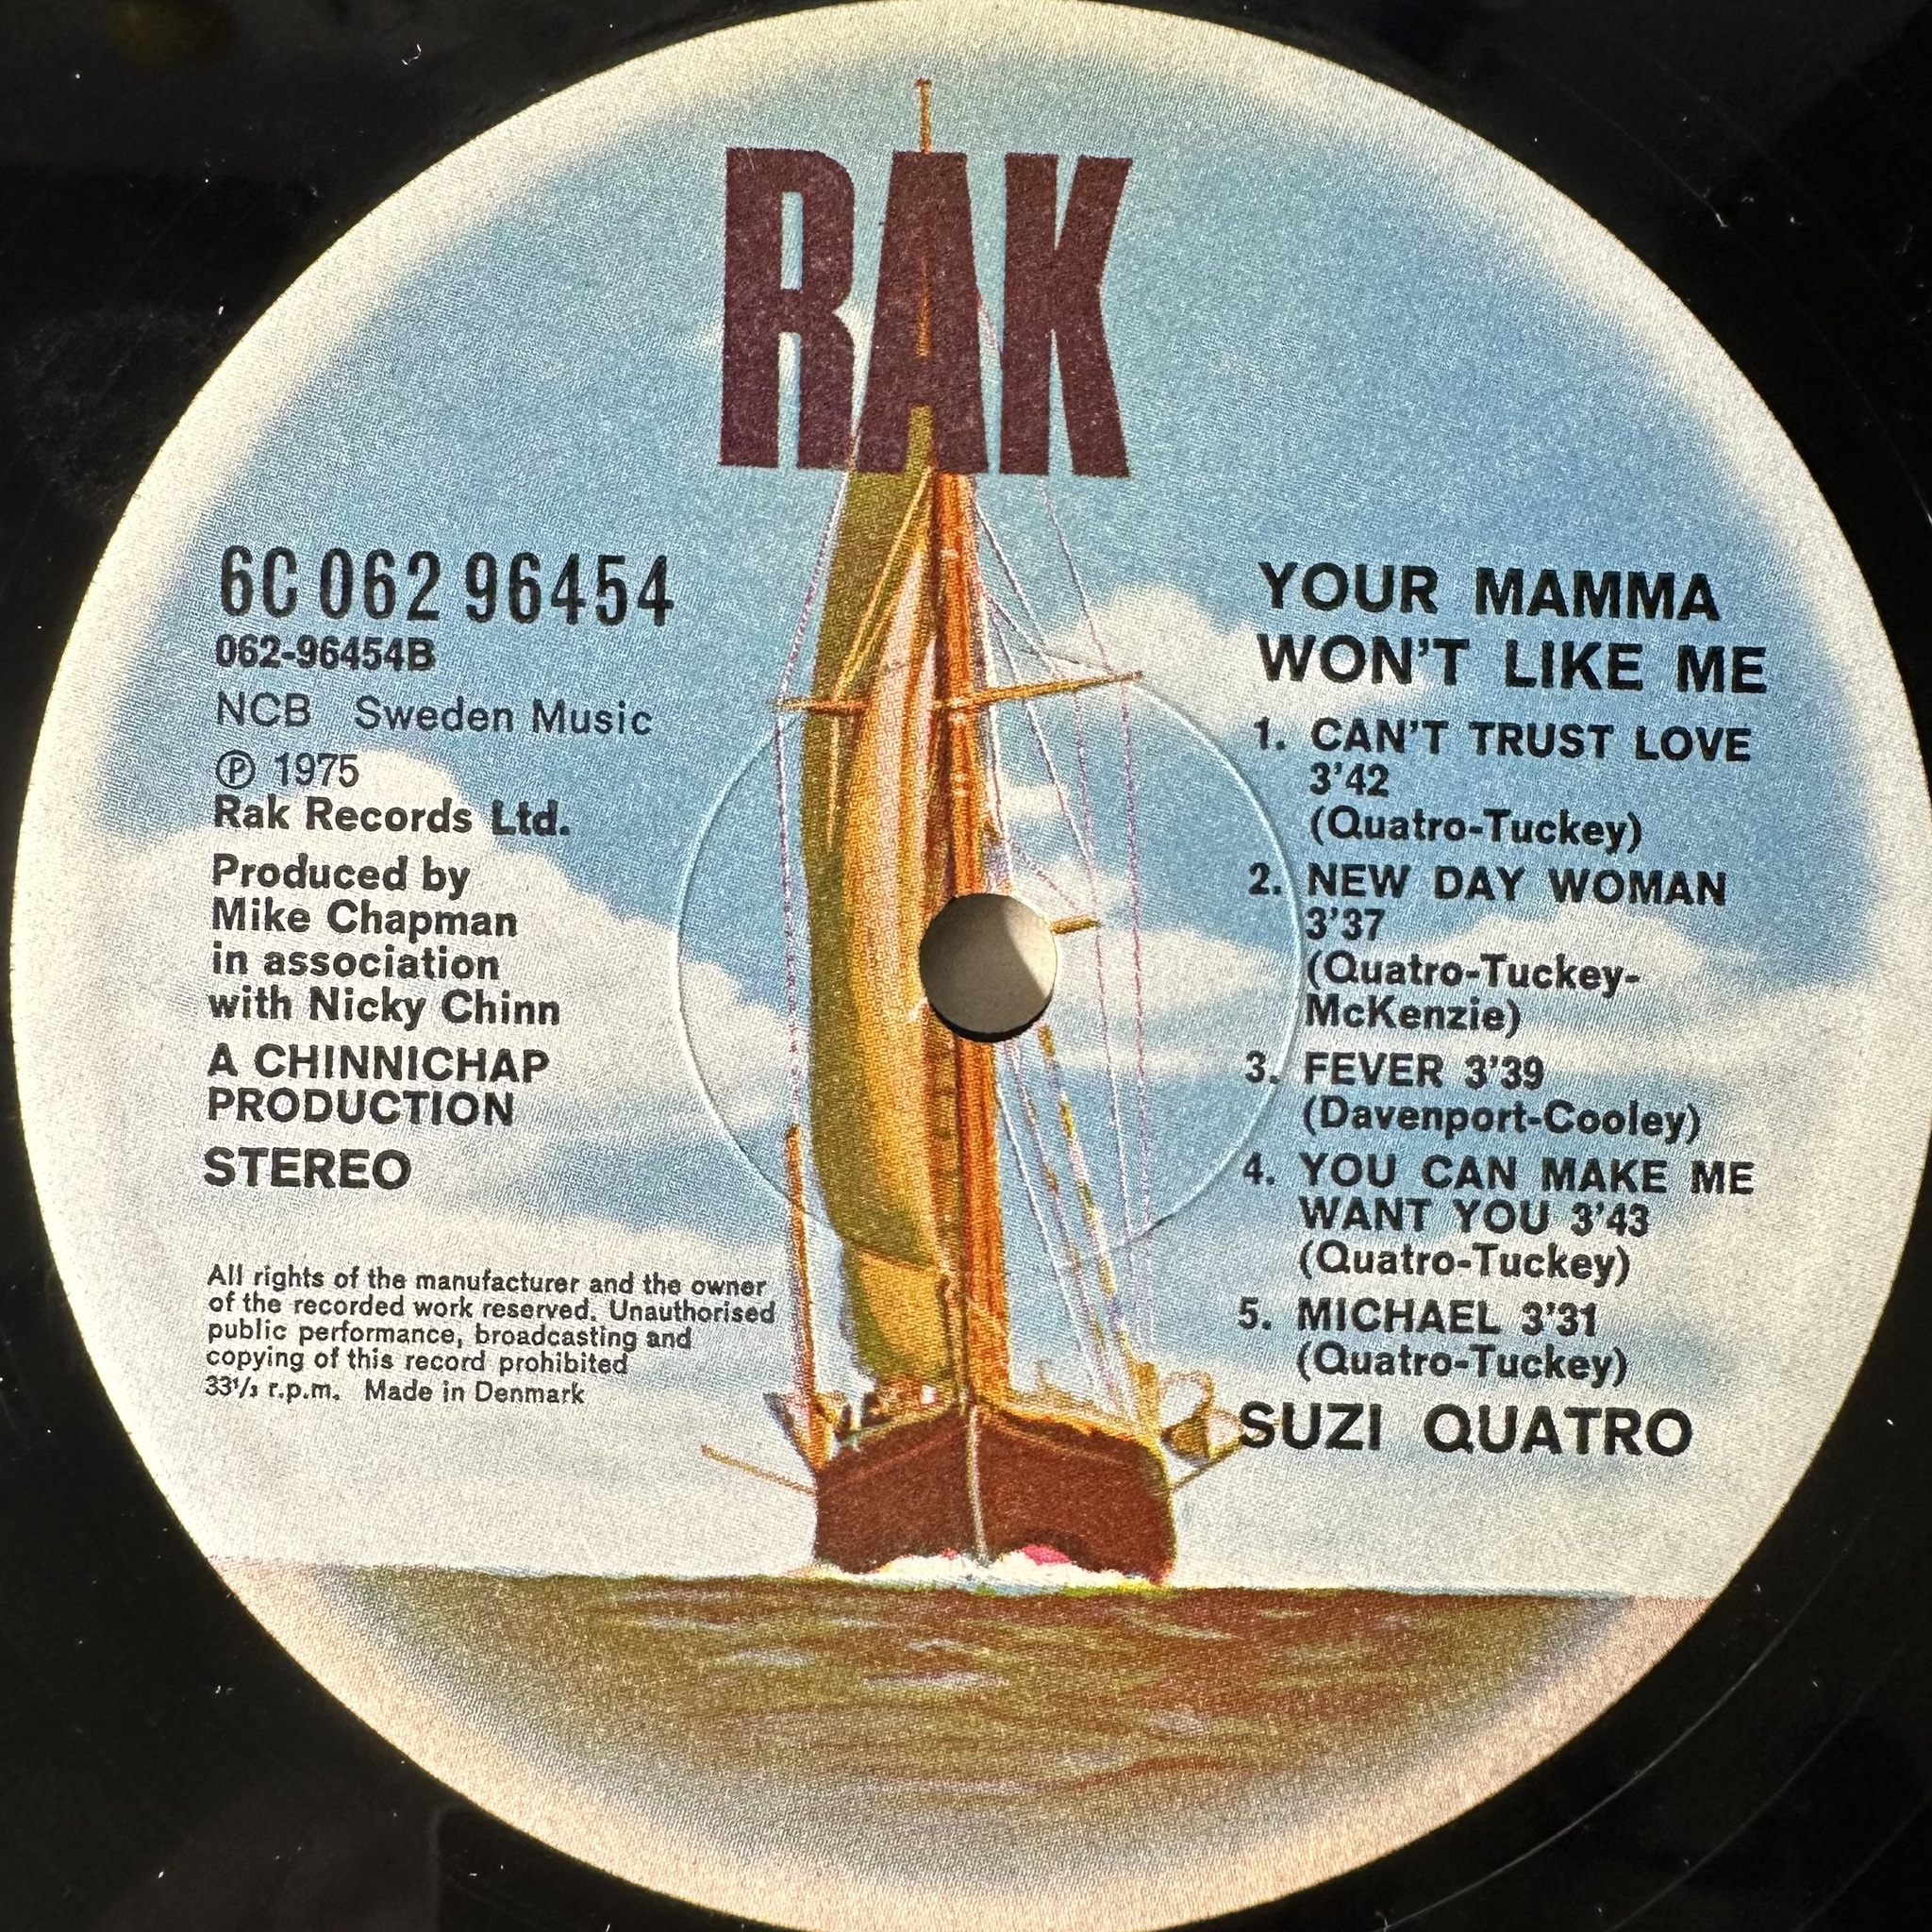 RAK
6C 062 96454
062-96454B
NCB Sweden Music
℗ 1975
Rak Records Ltd.
Produced by
Mike Chapman
in association
with Nicky Chinn
A CHINNICHAP
PRODUCTION
STEREO
All rights of the manufacturer and the owner
of the recorded work reserved. Unauthorised
public performance, broadcasting and
copying of this record prohibited
33⅓ r.p.m. Made in Denmark
YOUR MAMMA
WON'T LIKE ME
1. CAN'T TRUST LOVE
3'42
(Quatro-Tuckey)
2. NEW DAY WOMAN
3'37
(Quatro-Tuckey-
McKenzie)
3. FEVER 3'39
(Davenport-Cooley)
4. YOU CAN MAKE ME
WANT YOU 3'43
(Quatro-Tuckey)
5. MICHAEL 3'31
(Quatro-Tuckey)
SUZI QUATRO